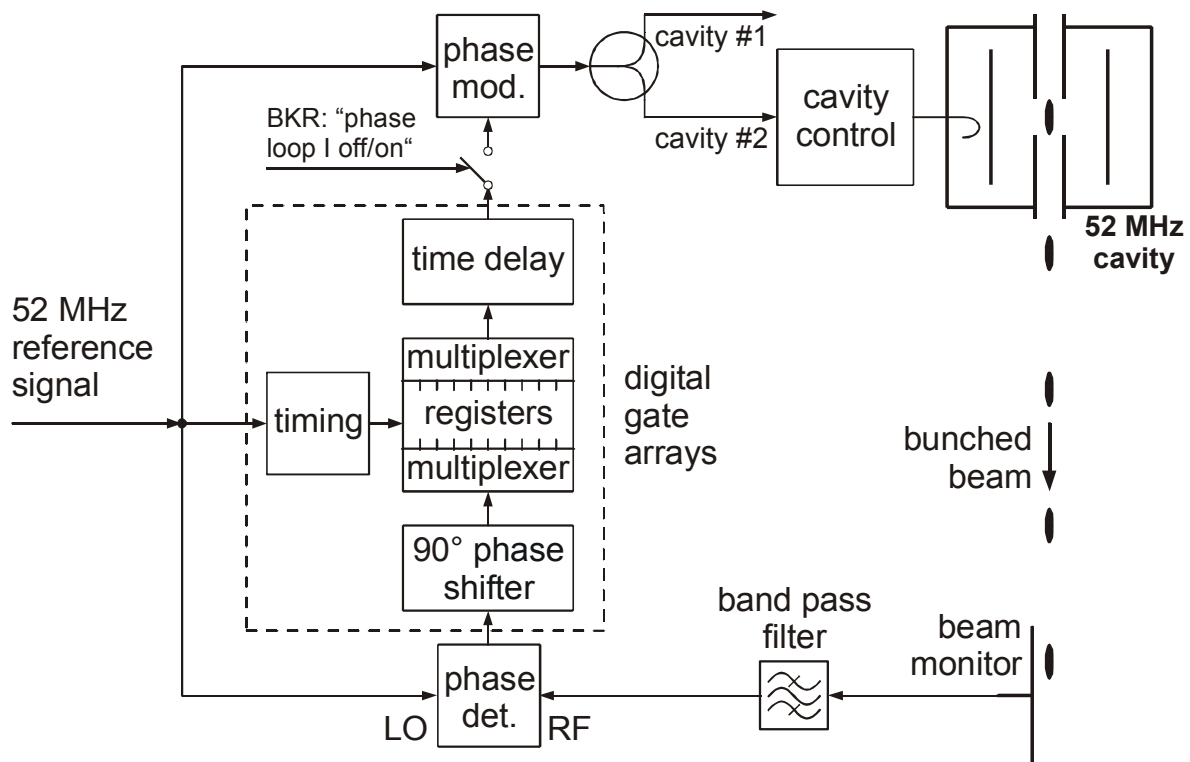 phase
mod.
cavity #1
cavity #2
cavity
control
BKR: “phase
loop I off/on“
52 MHz
cavity
time delay
52 MHz
reference
signal
timing
multiplexer
registers
multiplexer
digital
gate
arrays
bunched
beam
90° phase
shifter
band pass
filter
beam
monitor
phase
det.
LO
RF